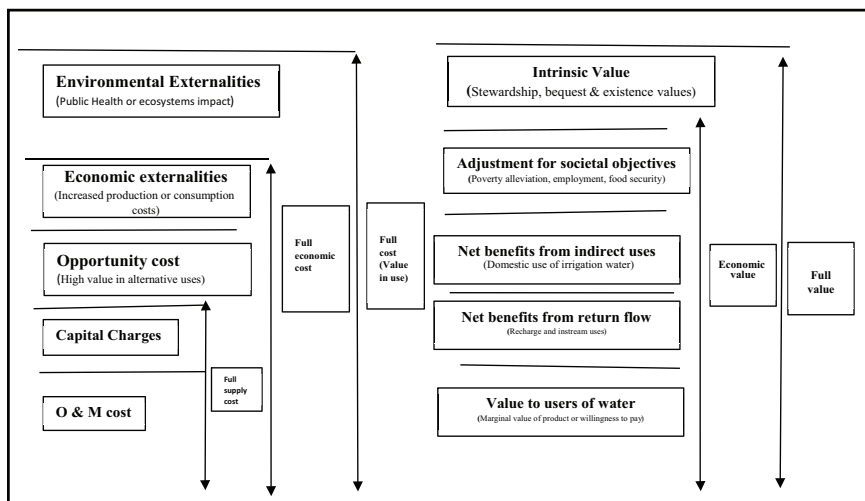 Environmental Externalities
(Public Health or ecosystems impact)
Economic externalities
(Increased production or consumption
costs)
Opportunity cost
(High value in alternative uses)
Capital Charges
O & M cost
Full
supply
cost
Full
economic
cost
Full
cost
(Value
in use)
Intrinsic Value
(Stewardship, bequest & existence values)
Adjustment for societal objectives
(Poverty alleviation, employment, food security)
Net benefits from indirect uses
(Domestic use of irrigation water)
Net benefits from return flow
(Recharge and instream uses)
Value to users of water
(Marginal value of product or willingness to pay)
Economic
value
Full
value